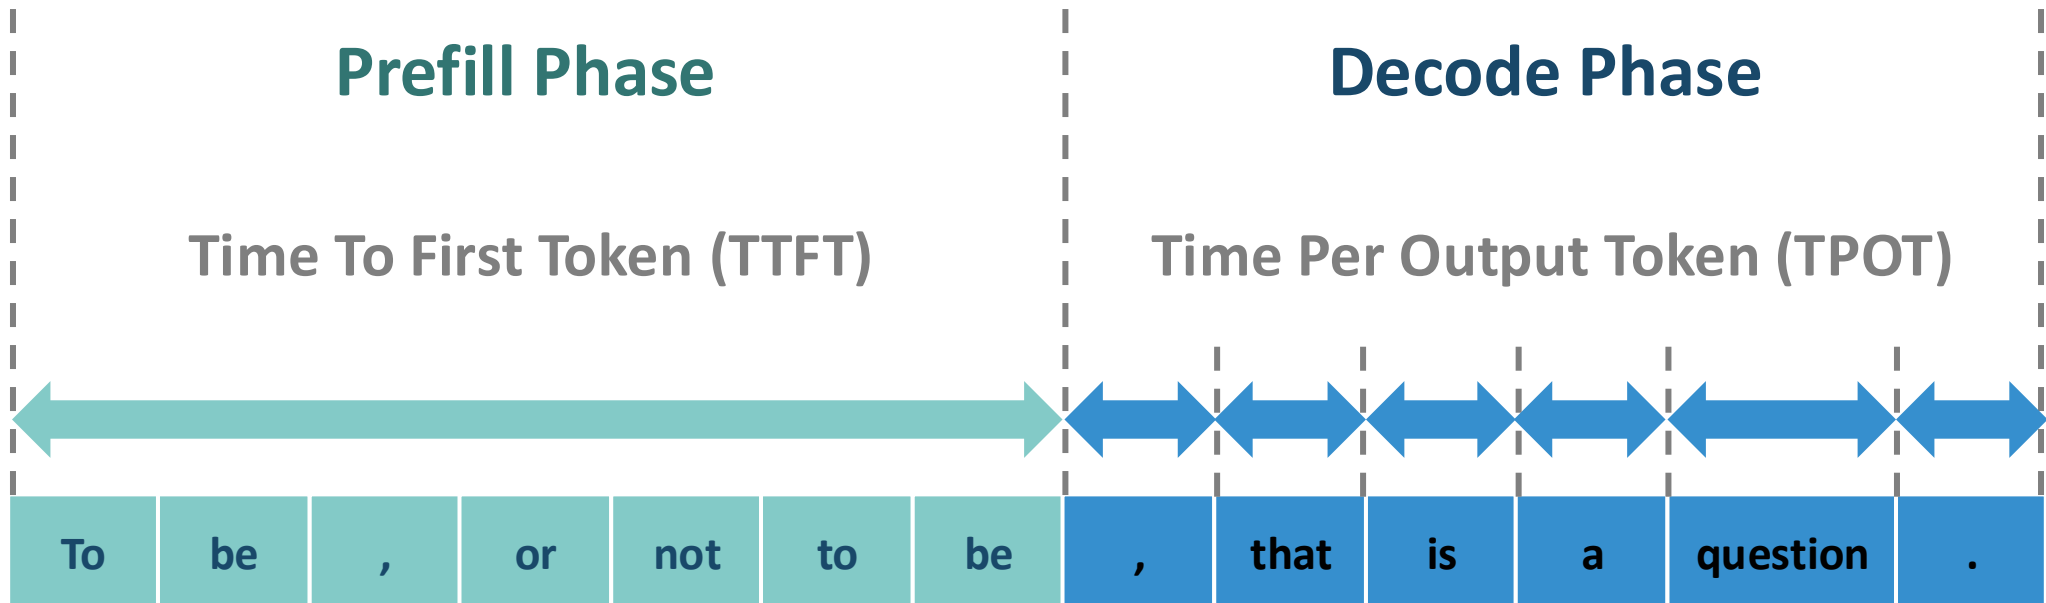 Prefill Phase
Decode Phase
Time To First Token (TTFT)
Time Per Output Token (TPOT)
To be , or not to be , that is a question .